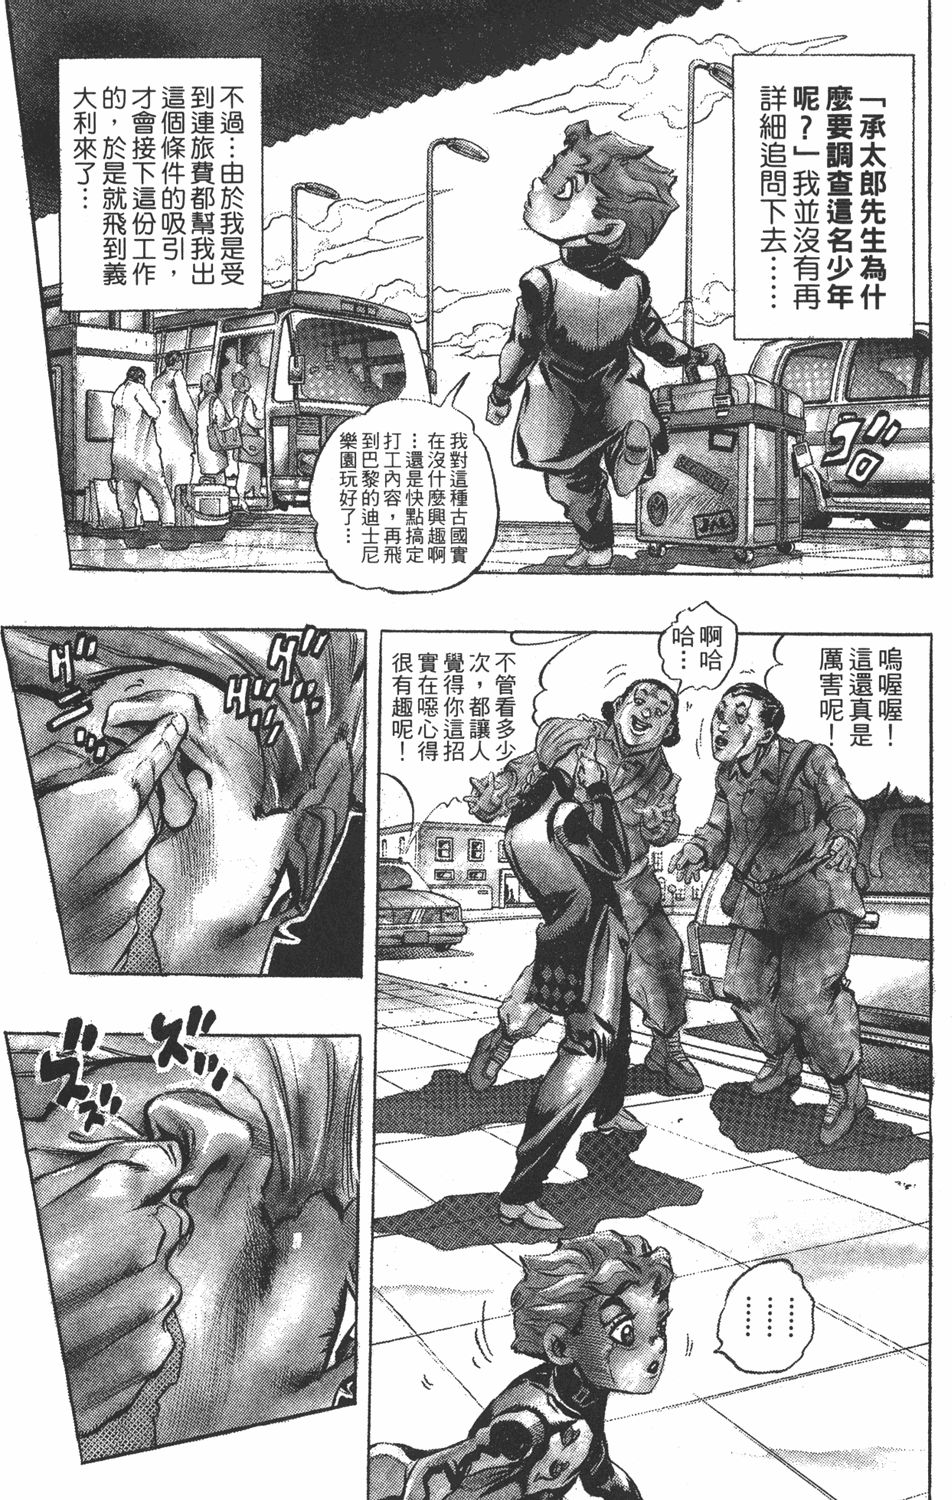 「承太郎先生為什
麼要調查這名少年
呢？」我並沒有再
詳細追問下去……
不過…由於我是受
到連旅費都幫我出
這個條件的吸引，
才會接下這份工作
的，於是就飛到義
大利來了…
ゴロ
我對這種古國實
在沒什麼興趣啊
…還是快點搞定
打工內容，再飛
到巴黎的迪士尼
樂園玩好了…
JAL
嗚喔喔！
這還真是
厲害呢！
啊哈
哈…
不管看多少
次，都讓人
覺得你這招
實在噁心得
很有趣呢！
………
………
ズズ
ズズ